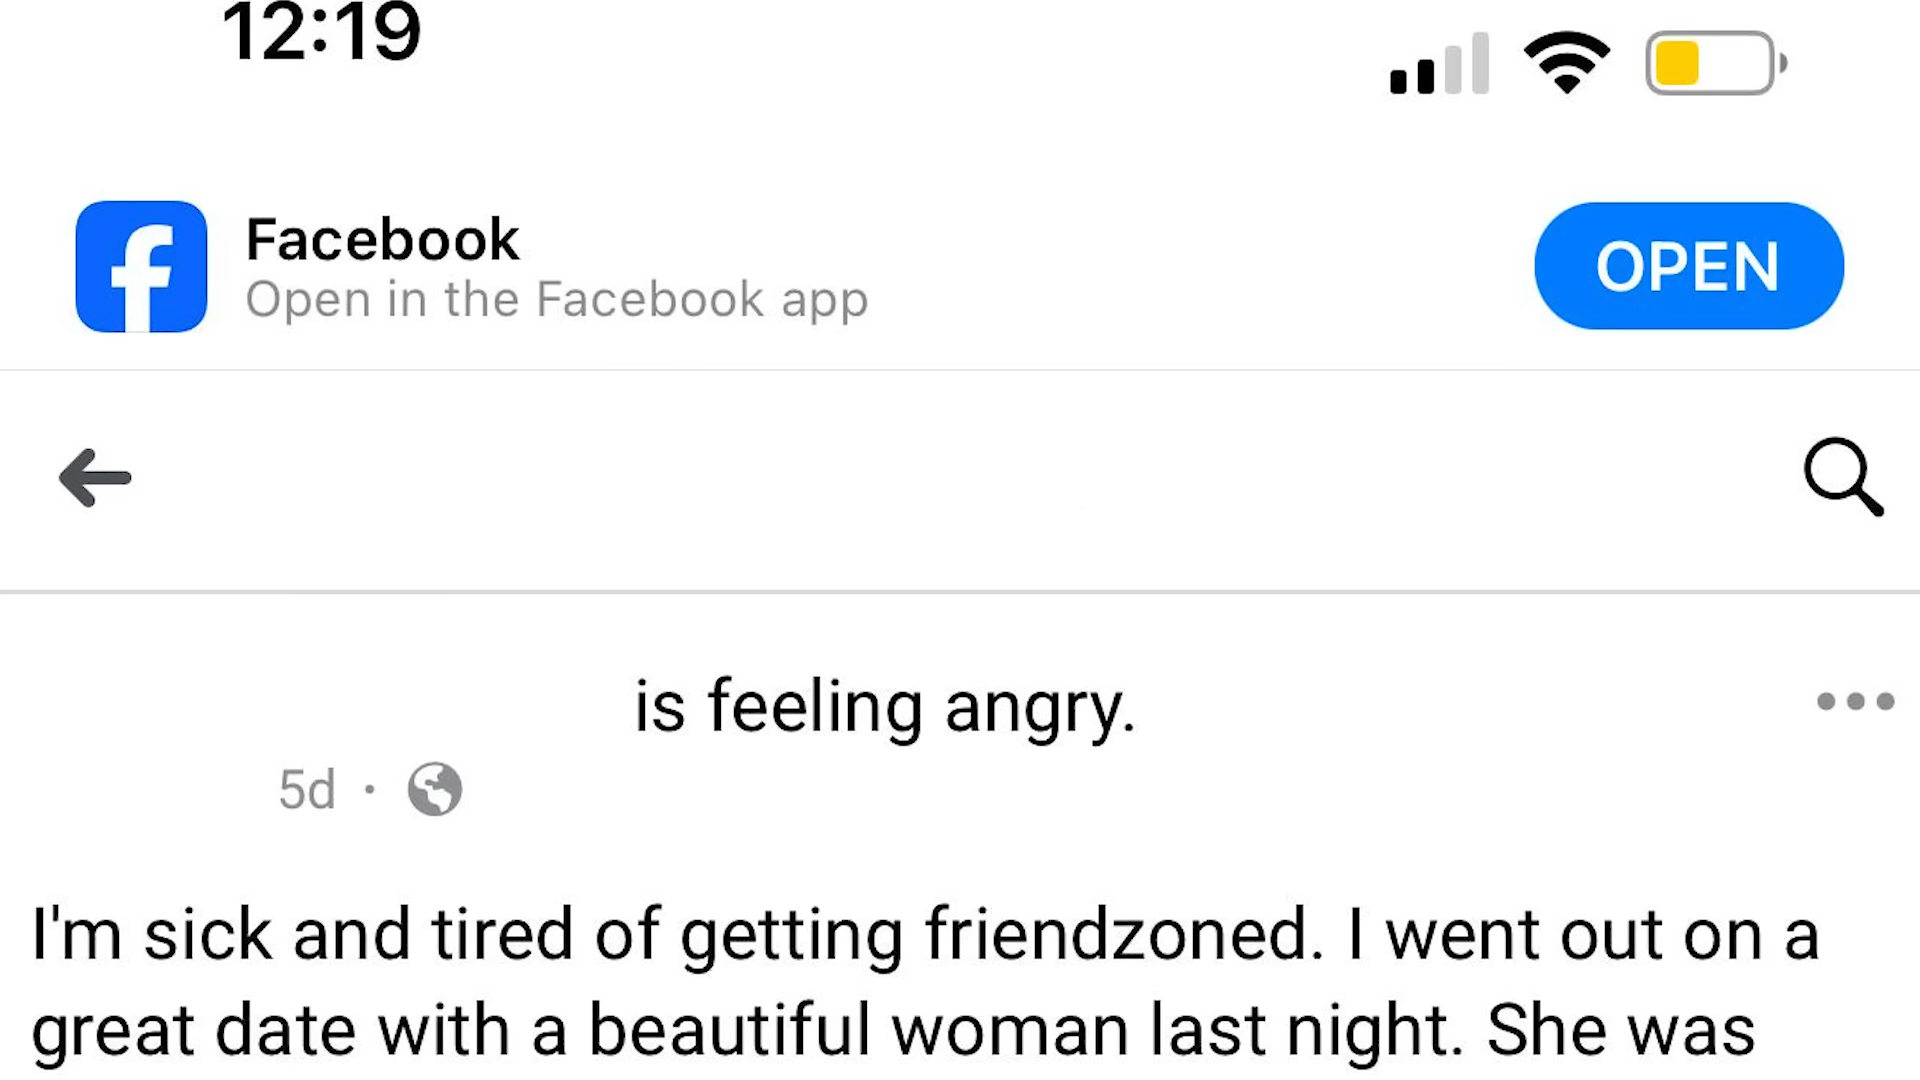 12:19
Facebook
Open in the Facebook app
OPEN
is feeling angry.
5d ·
I'm sick and tired of getting friendzoned. I went out on a
great date with a beautiful woman last night. She was